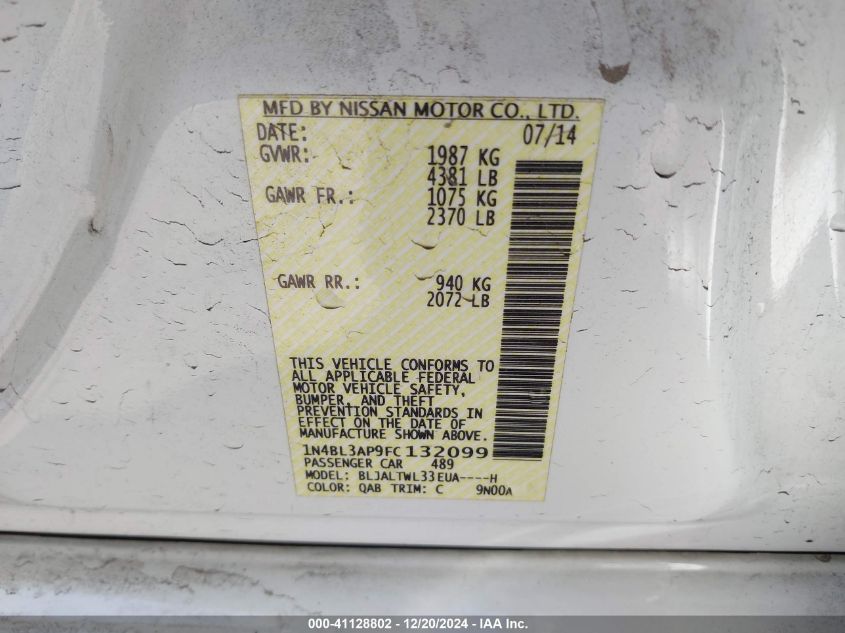 MFD BY NISSAN MOTOR CO., LTD.
DATE: 07/14
GVWR: 1987 KG
4381 LB
GAWR FR.: 1075 KG
2370 LB
GAWR RR.: 940 KG
2072 LB
THIS VEHICLE CONFORMS TO
ALL APPLICABLE FEDERAL
MOTOR VEHICLE SAFETY,
BUMPER, AND THEFT
PREVENTION STANDARDS IN
EFFECT ON THE DATE OF
MANUFACTURE SHOWN ABOVE.
1N4BL3AP9FC132099
PASSENGER CAR 489
MODEL: BLJALTWL33EUA----H
COLOR: QAB TRIM: C 9N00A
000-41128802 - 12/20/2024 - IAA Inc.